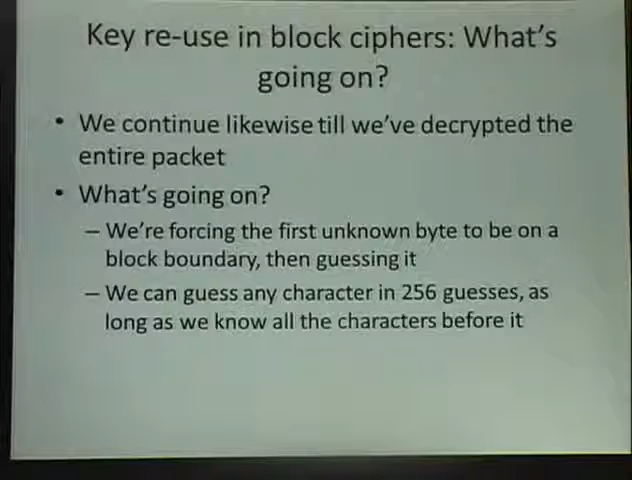 Key re-use in block ciphers: What's
going on?
• We continue likewise till we've decrypted the
entire packet
• What's going on?
– We're forcing the first unknown byte to be on a
block boundary, then guessing it
– We can guess any character in 256 guesses, as
long as we know all the characters before it